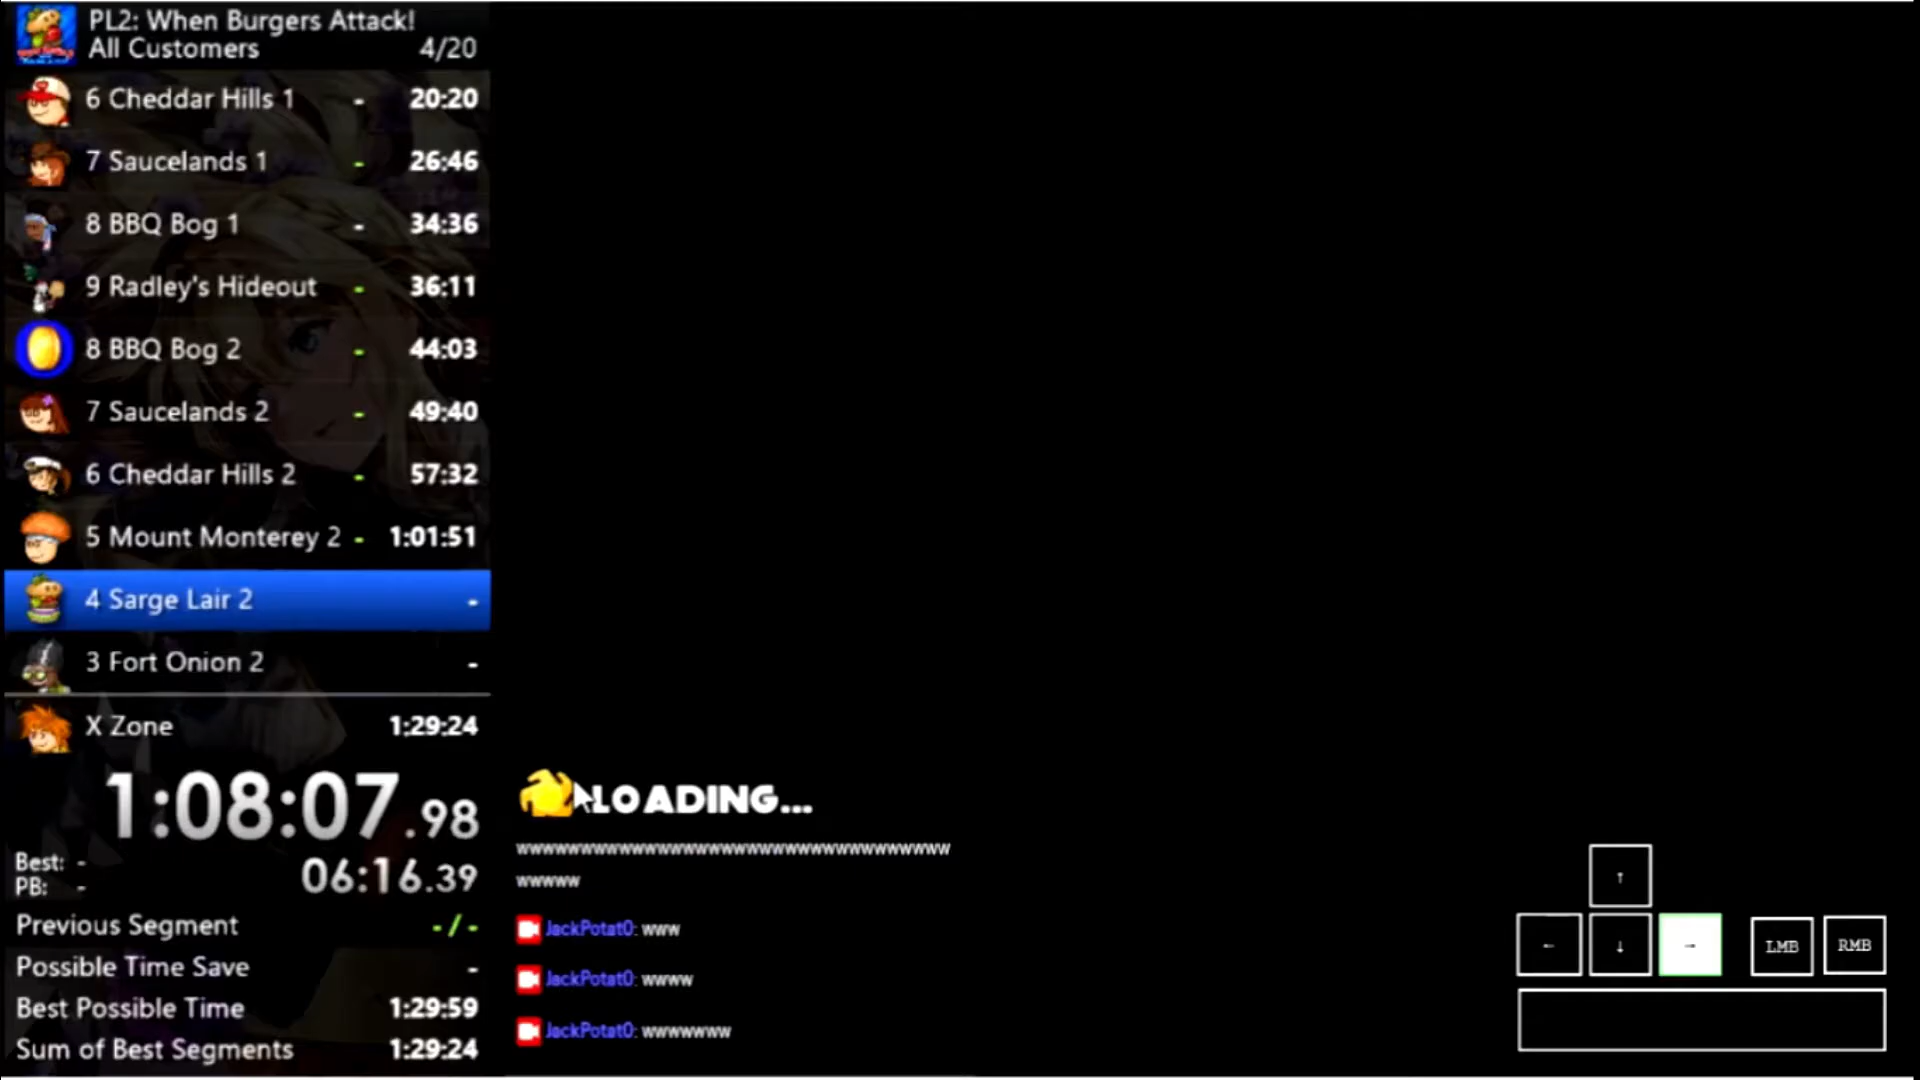 PL2: When Burgers Attack!
All Customers 4/20
6 Cheddar Hills 1 - 20:20
7 Saucelands 1 - 26:46
8 BBQ Bog 1 - 34:36
9 Radley's Hideout - 36:11
8 BBQ Bog 2 - 44:03
7 Saucelands 2 - 49:40
6 Cheddar Hills 2 - 57:32
5 Mount Monterey 2 - 1:01:51
4 Sarge Lair 2 -
3 Fort Onion 2 -
X Zone 1:29:24
1:08:07.98
Best: -
PB: -
06:16.39
Previous Segment -/-
Possible Time Save -
Best Possible Time 1:29:59
Sum of Best Segments 1:29:24
LOADING...
wwwww
JackPotat0: www
JackPotat0: wwww
JackPotat0: wwwwwww
↑
← ↓ → LMB RMB